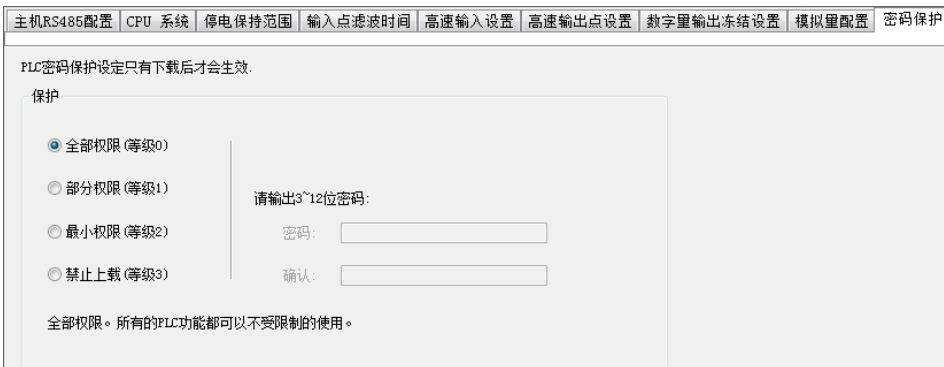 主机RS485配置 CPU 系统 停电保持范围 输入点滤波时间 高速输入设置 高速输出点设置 数字量输出冻结设置 模拟量配置 密码保护
PLC密码保护设定只有下载后才会生效.
保护
全部权限(等级0)
部分权限(等级1)
请输出3~12位密码:
最小权限(等级2)
密码:
禁止上载(等级3)
确认:
全部权限。所有的PLC功能都可以不受限制的使用。